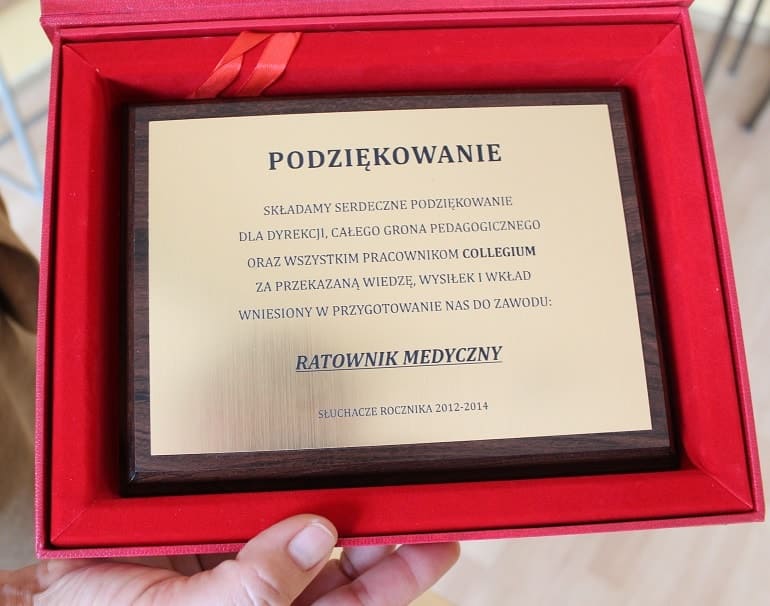 PODZIĘKOWANIE
SKŁADAMY SERDECZNE PODZIĘKOWANIE
DLA DYREKCJI, CAŁEGO GRONA PEDAGOGICZNEGO
ORAZ WSZYSTKIM PRACOWNIKOM COLLEGIUM
ZA PRZEKAZANĄ WIEDZĘ, WYSIŁEK I WKŁAD
WNIESIONY W PRZYGOTOWANIE NAS DO ZAWODU:
RATOWNIK MEDYCZNY
SŁUCHACZE ROCZNIKA 2012-2014